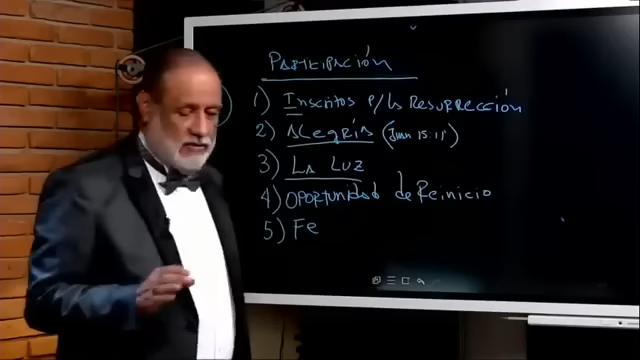 Participación
1) Inscritos p/la Resurrección
2) Alegría (Juan 15:11)
3) La Luz
4) Oportunidad de Reinicio
5) Fe